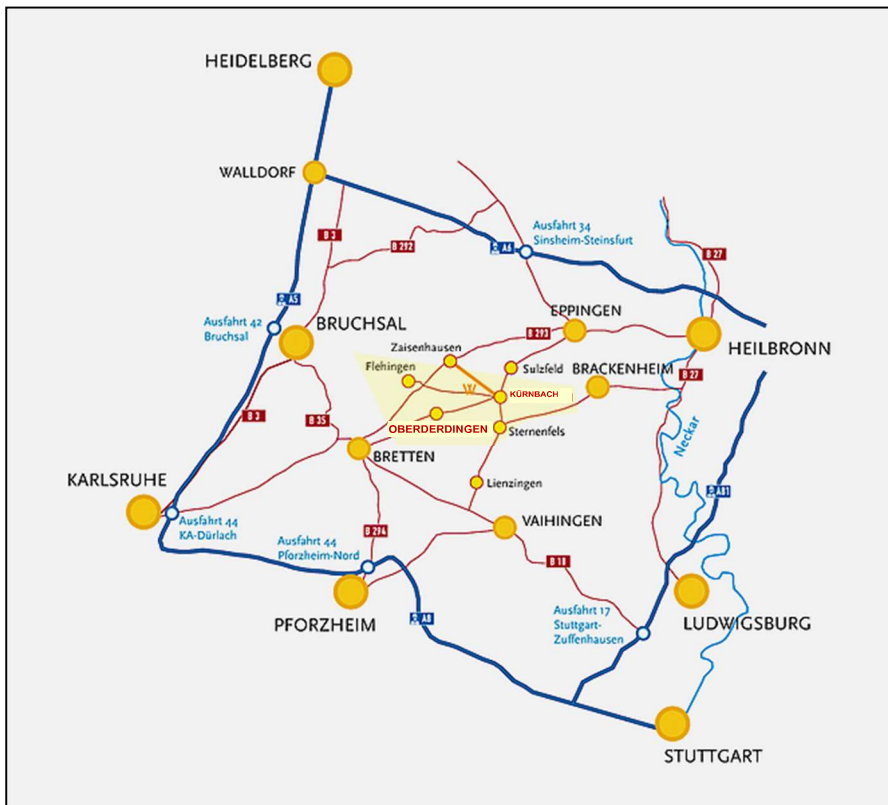 HEIDELBERG
WALLDORF
Ausfahrt 34
Sinsheim-Steinsfurt
B 3
B 292
A6
B 27
A5
Ausfahrt 42
Bruchsal
BRUCHSAL
EPPINGEN
B 293
HEILBRONN
Zaisenhausen
Flehingen
Sulzfeld
BRACKENHEIM
B 27
W
KÜRNBACH
B 3
B 35
OBERDERDINGEN
Sternenfels
BRETTEN
Neckar
KARLSRUHE
Lienzingen
A81
Ausfahrt 44
KA-Dürlach
VAIHINGEN
B 294
Ausfahrt 44
Pforzheim-Nord
B 10
PFORZHEIM
A8
Ausfahrt 17
Stuttgart-
Zuffenhausen
LUDWIGSBURG
STUTTGART